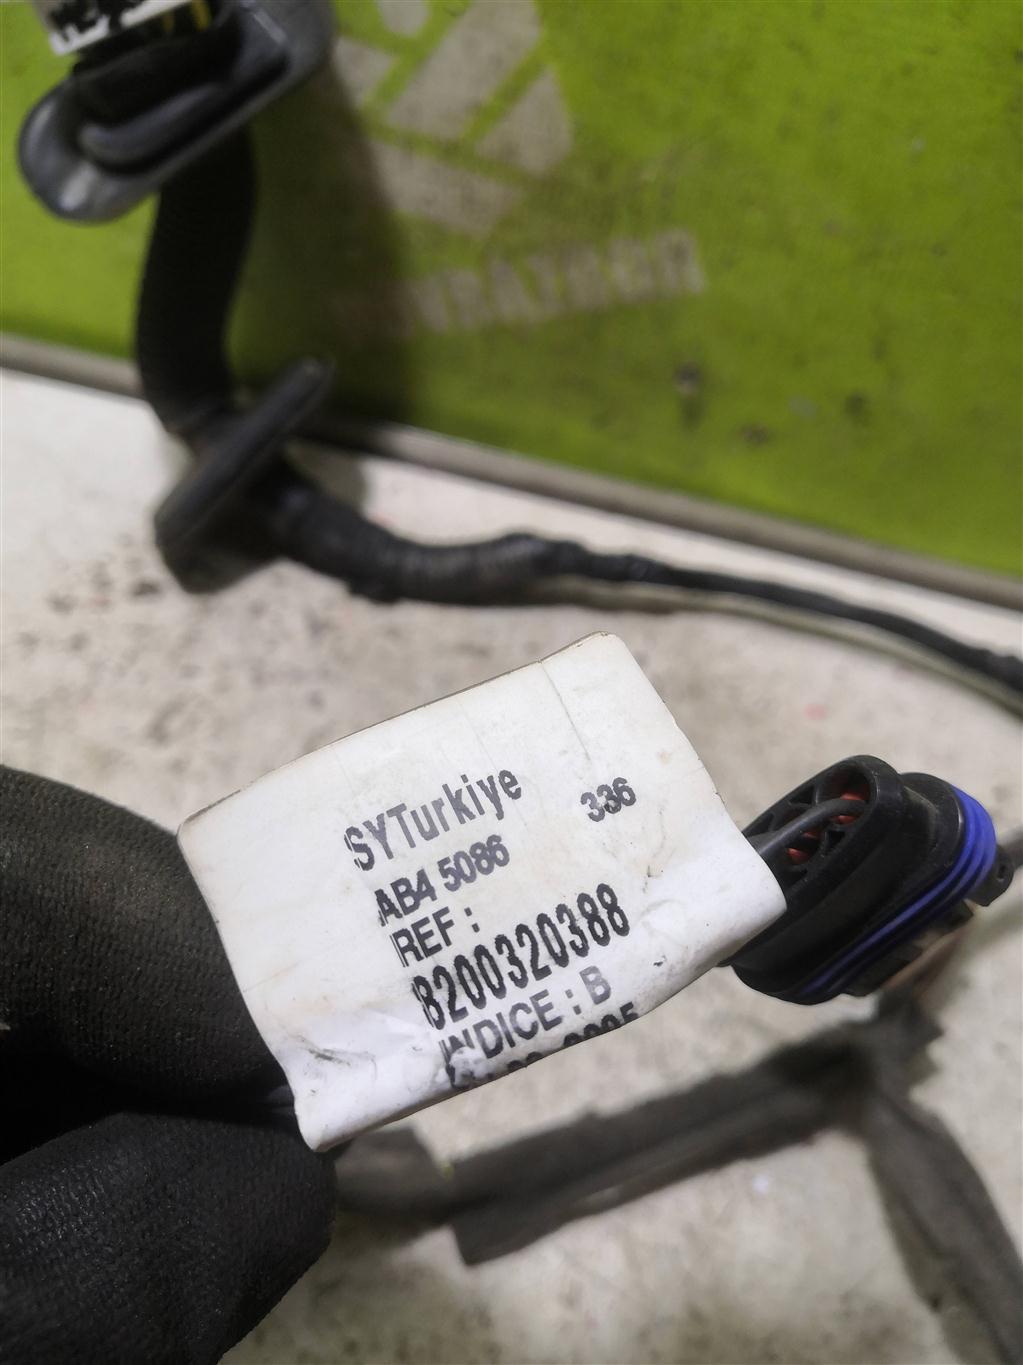 SYTurkiye
AB4 5086 336
REF :
8200320388
INDICE : B